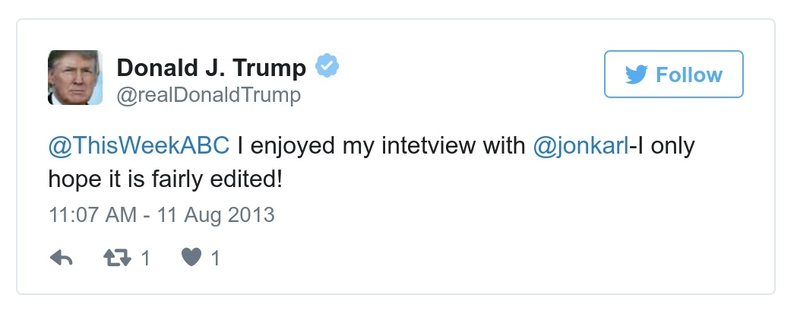 Donald J. Trump
@realDonaldTrump
Follow
@ThisWeekABC I enjoyed my intetview with @jonkarl-I only
hope it is fairly edited!
11:07 AM - 11 Aug 2013
1 1